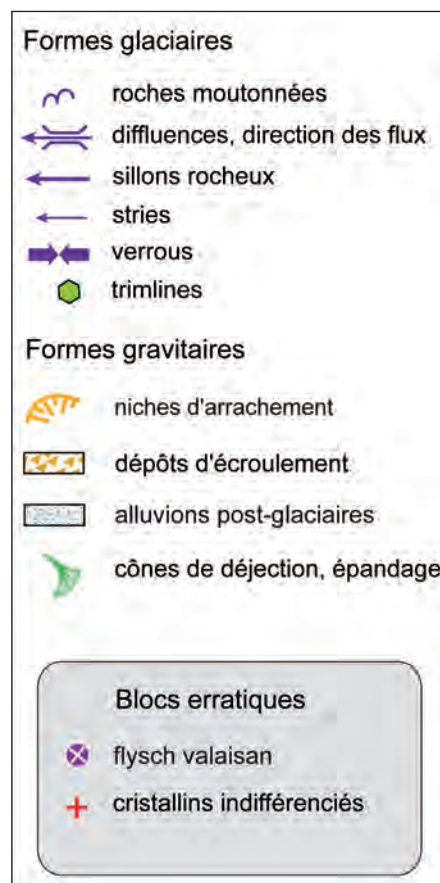 Formes glaciaires
roches moutonnées
diffluences, direction des flux
sillons rocheux
stries
verrous
trimlines
Formes gravitaires
niches d'arrachement
dépôts d'écroulement
alluvions post-glaciaires
cônes de déjection, épandage
Blocs erratiques
flysch valaisan
cristallins indifférenciés